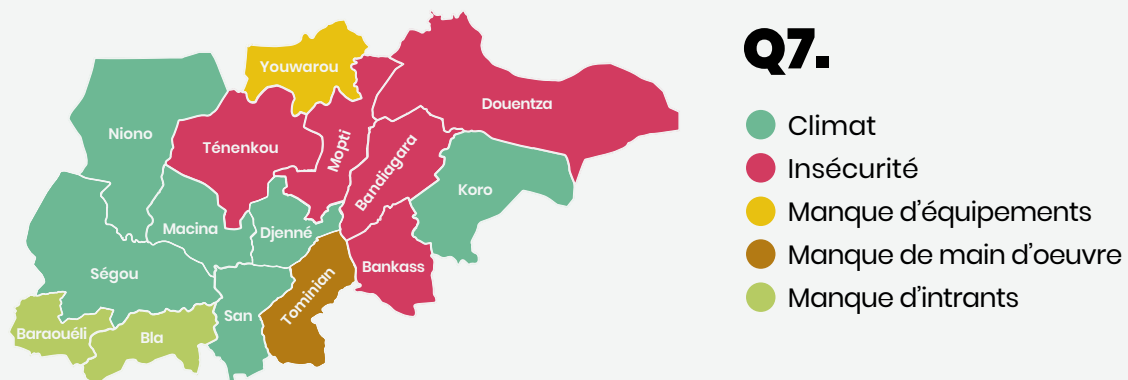 Youwarou
Douentza
Niono
Ténenkou
Mopti
Bandiagara
Koro
Macina
Djenné
Ségou
Bankass
Tominian
San
Baraouéli
Bla
Q7.
Climat
Insécurité
Manque d'équipements
Manque de main d'oeuvre
Manque d'intrants